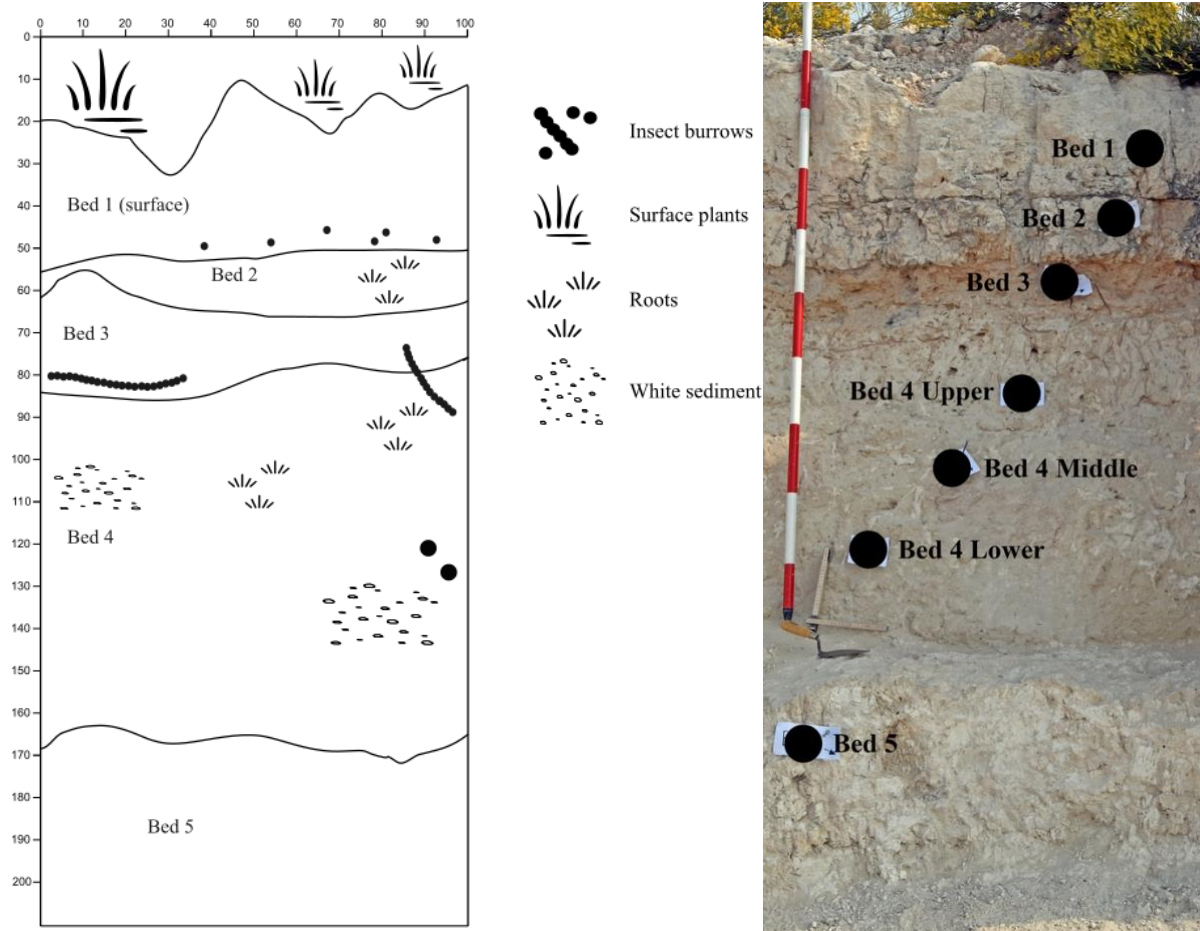 0 10 20 30 40 50 60 70 80 90 100
0
10
20
30
40
50
60
70
80
90
100
110
120
130
140
150
160
170
180
190
200
Bed 1 (surface)
Bed 2
Bed 3
Bed 4
Bed 5
Insect burrows
Surface plants
Roots
White sediment
Bed 1
Bed 2
Bed 3
Bed 4 Upper
Bed 4 Middle
Bed 4 Lower
Bed 5